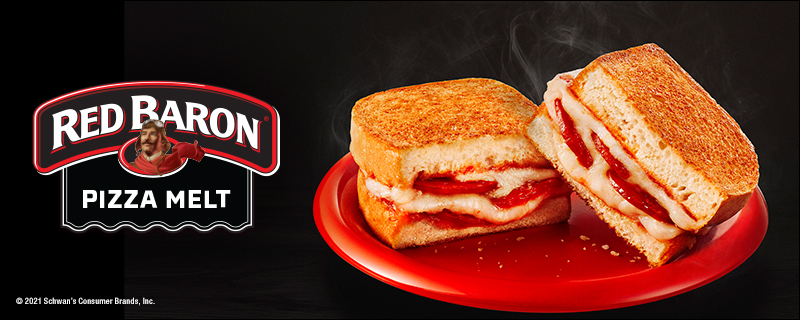 RED BARON®
PIZZA MELT
© 2021 Schwan's Consumer Brands, Inc.